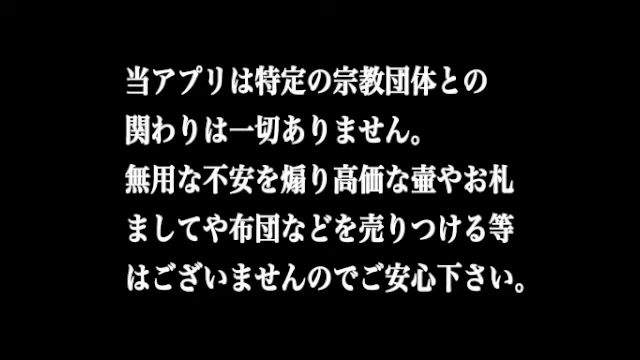 当アプリは特定の宗教団体との
関わりは一切ありません。
無用な不安を煽り高価な壷やお札
ましてや布団などを売りつける等
はございませんのでご安心下さい。